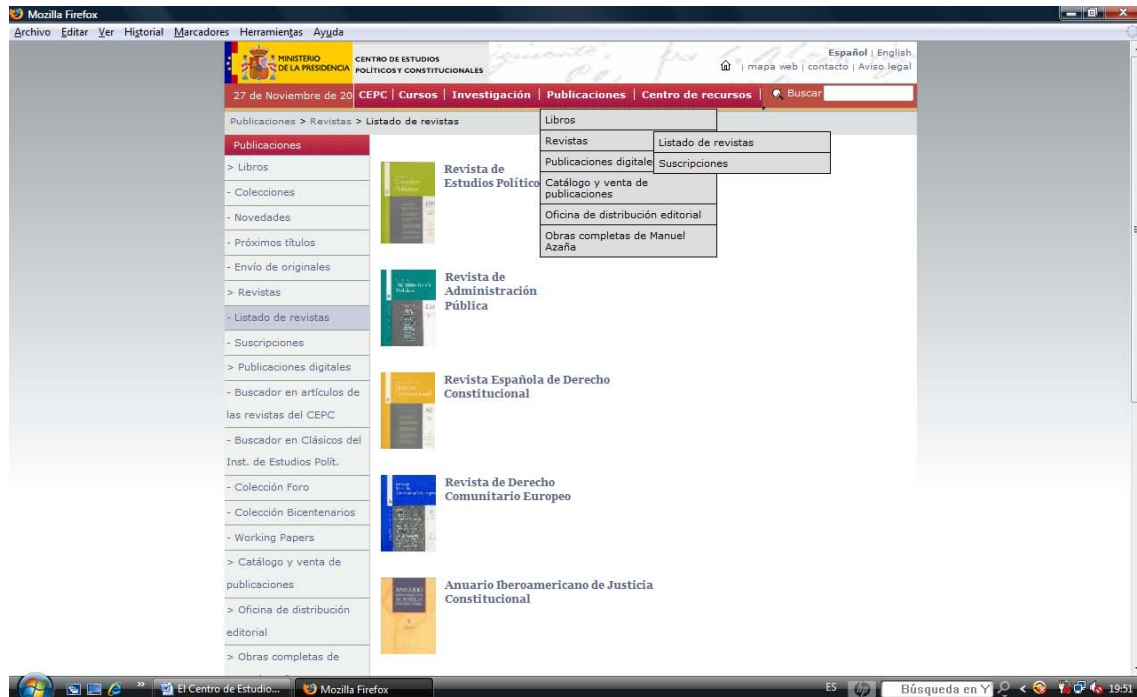 Mozilla Firefox
Archivo Editar Ver Historial Marcadores Herramientas Ayuda
MINISTERIO
DE LA PRESIDENCIA
CENTRO DE ESTUDIOS
POLÍTICOS Y CONSTITUCIONALES
Español | English
| mapa web | contacto | Aviso legal
27 de Noviembre de 20 CEPC | Cursos | Investigación | Publicaciones | Centro de recursos | Buscar
Publicaciones > Revistas > Listado de revistas
Libros
Revistas
Publicaciones digitale
Catálogo y venta de
publicaciones
Oficina de distribución editorial
Obras completas de Manuel
Azaña
Listado de revistas
Suscripciones
Publicaciones
> Libros
- Colecciones
- Novedades
- Próximos títulos
- Envío de originales
> Revistas
- Listado de revistas
- Suscripciones
> Publicaciones digitales
- Buscador en artículos de
las revistas del CEPC
- Buscador en Clásicos del
Inst. de Estudios Polít.
- Colección Foro
- Colección Bicentenarios
- Working Papers
> Catálogo y venta de
publicaciones
> Oficina de distribución
editorial
> Obras completas de
Revista de
Estudios Político
Revista de
Administración
Pública
Revista Española de Derecho
Constitucional
Revista de Derecho
Comunitario Europeo
Anuario Iberoamericano de Justicia
Constitucional
El Centro de Estudio...
Mozilla Firefox
ES
Búsqueda en Y
19:51